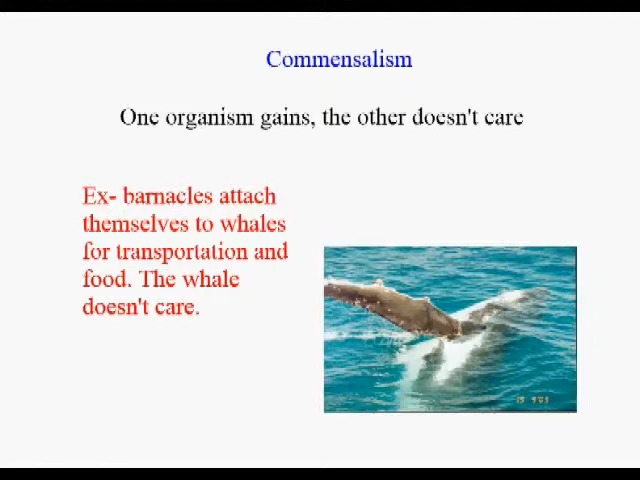 Commensalism
One organism gains, the other doesn't care
Ex- barnacles attach
themselves to whales
for transportation and
food. The whale
doesn't care.